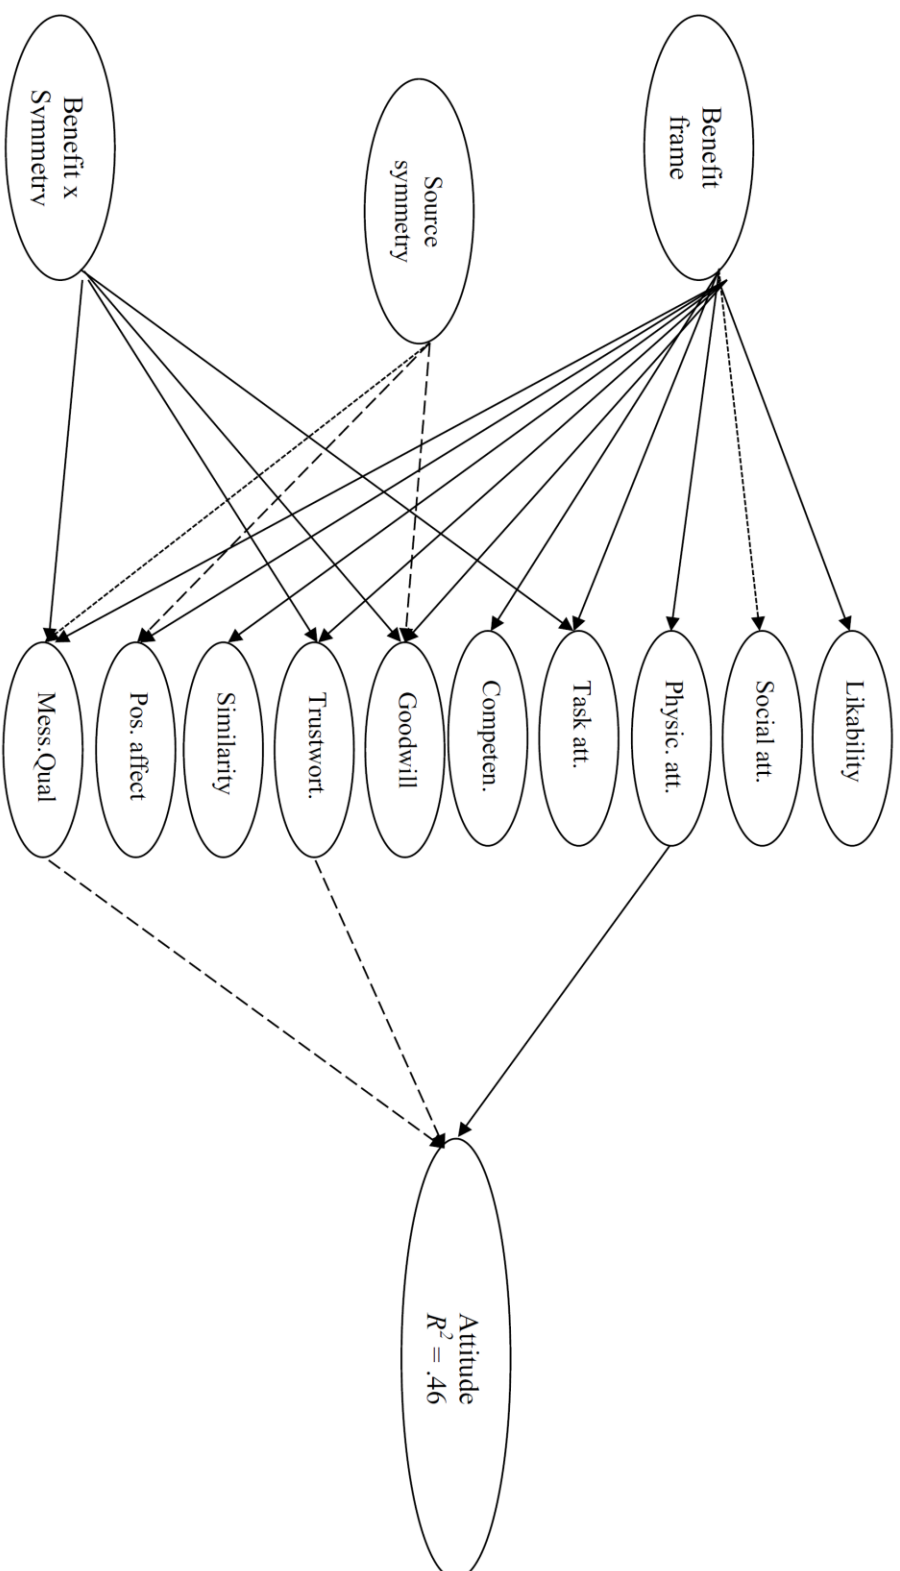 Benefit
frame
Source
symmetry
Benefit x
Symmetry
Likability
Social att.
Physic. att.
Task att.
Competen.
Goodwill
Trustwort.
Similarity
Pos. affect
Mess.Qual
Attitude
R² = .46